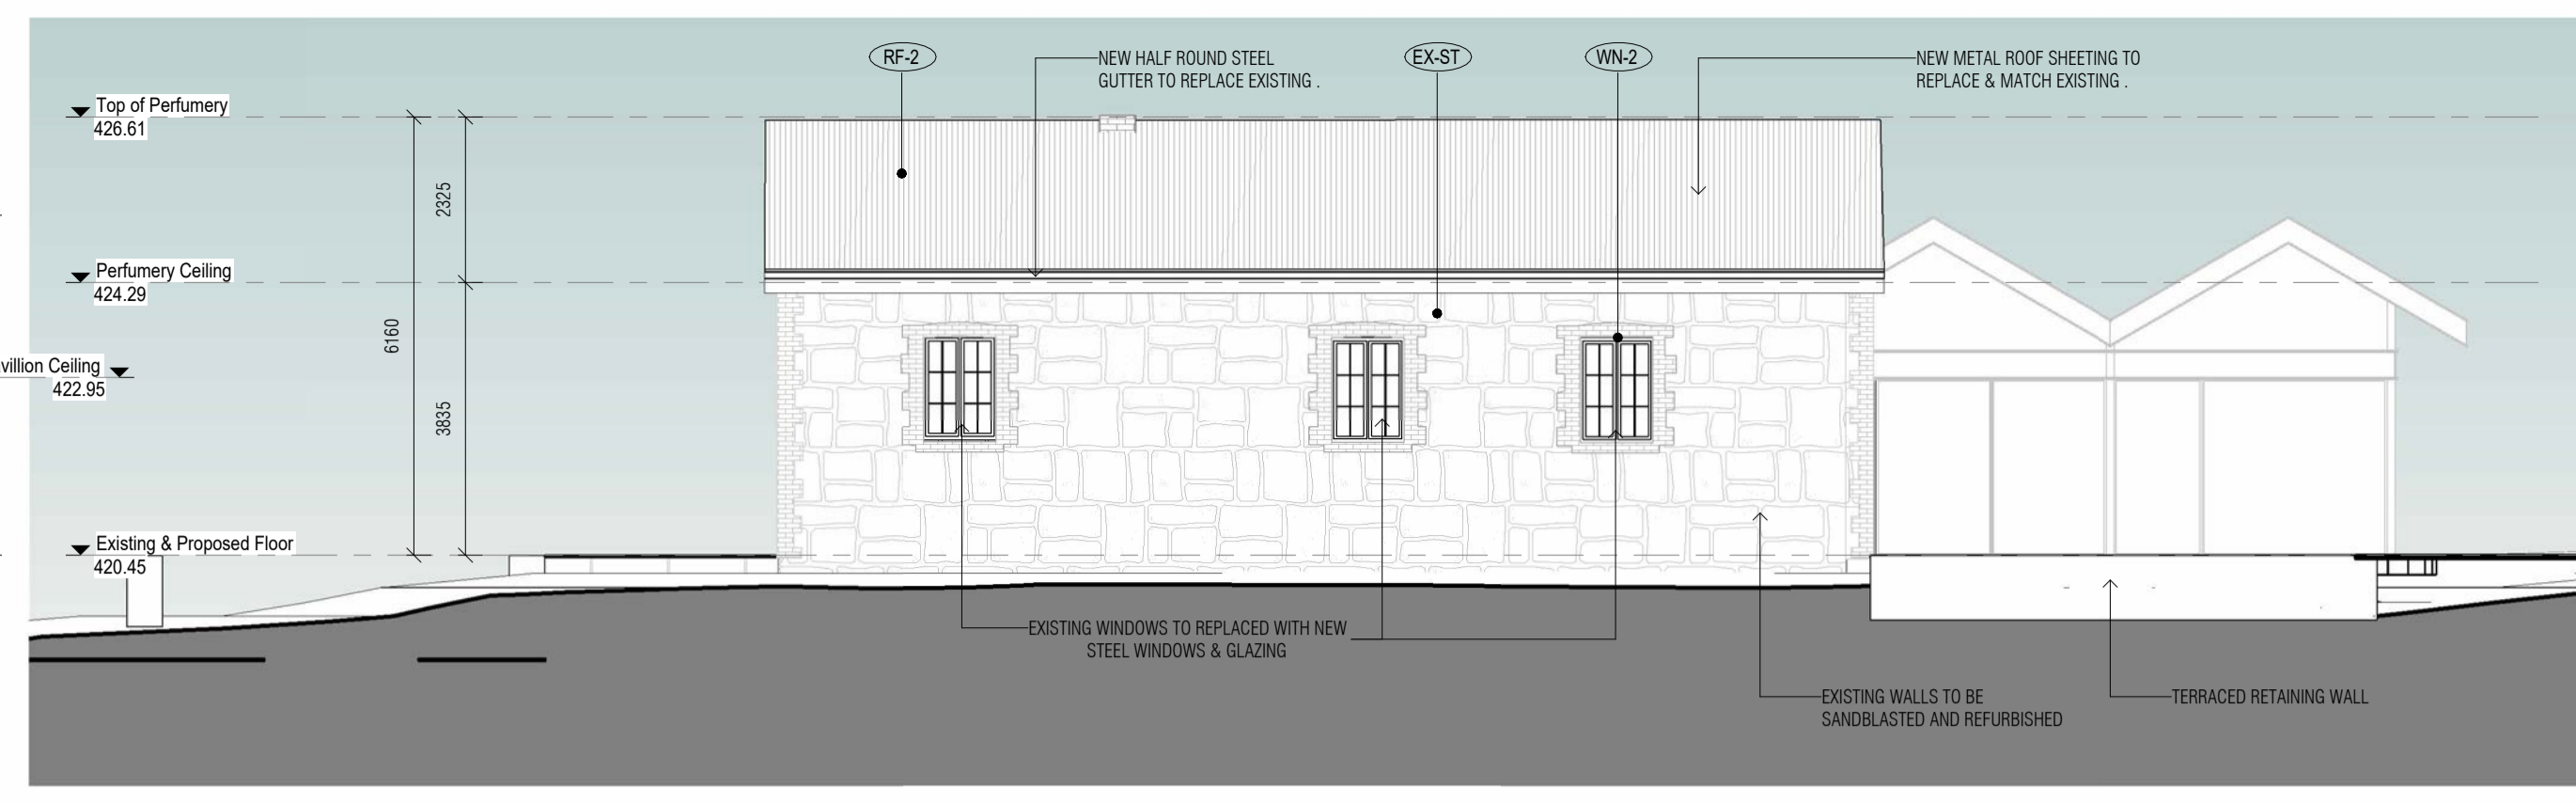 RF-2
NEW HALF ROUND STEEL
GUTTER TO REPLACE EXISTING .
EX-ST
WN-2
NEW METAL ROOF SHEETING TO
REPLACE & MATCH EXISTING .
Top of Perfumery
426.61
2325
Perfumery Ceiling
424.29
6160
villion Ceiling
422.95
3835
Existing & Proposed Floor
420.45
EXISTING WINDOWS TO REPLACED WITH NEW
STEEL WINDOWS & GLAZING
EXISTING WALLS TO BE
SANDBLASTED AND REFURBISHED
TERRACED RETAINING WALL